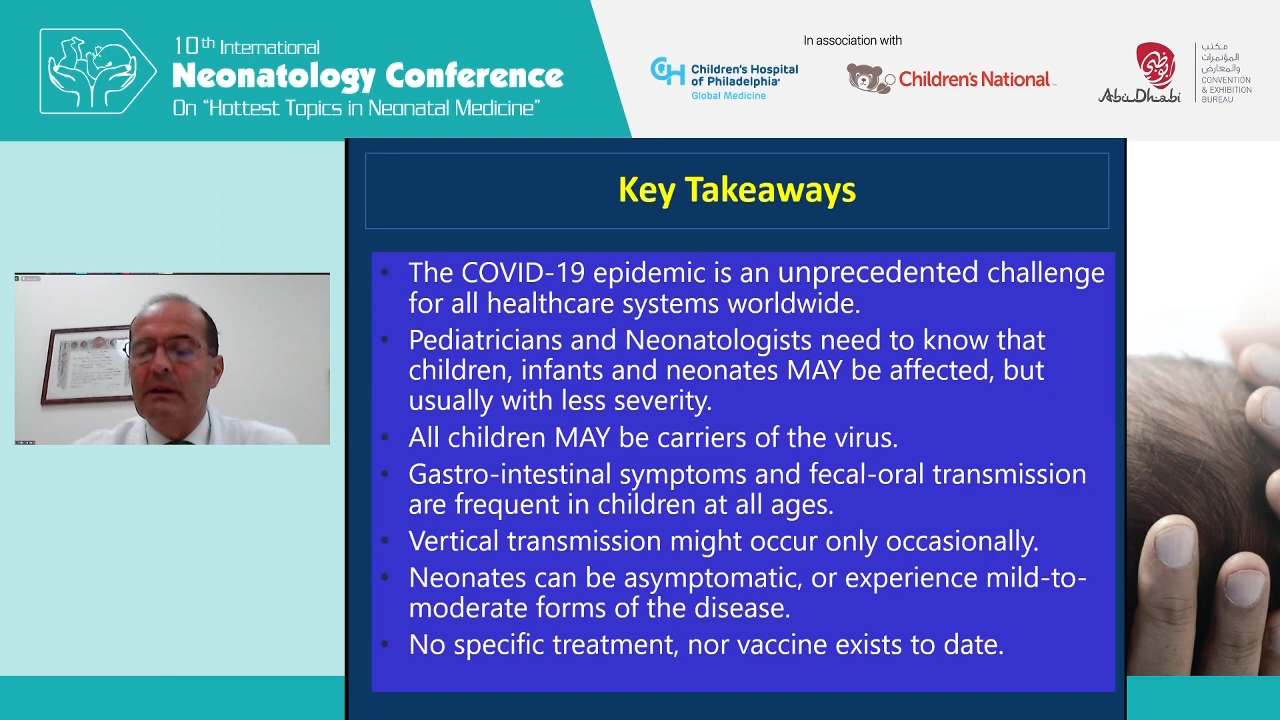 10th International
Neonatology Conference
On "Hottest Topics in Neonatal Medicine"
In association with
CH
Children's Hospital
of Philadelphia
Global Medicine
Children's National
أبوظبي
Abu Dhabi
مكتب
المؤتمرات
والمعارض
CONVENTION
& EXHIBITION
BUREAU
Key Takeaways
• The COVID-19 epidemic is an unprecedented challenge
for all healthcare systems worldwide.
• Pediatricians and Neonatologists need to know that
children, infants and neonates MAY be affected, but
usually with less severity.
• All children MAY be carriers of the virus.
• Gastro-intestinal symptoms and fecal-oral transmission
are frequent in children at all ages.
• Vertical transmission might occur only occasionally.
• Neonates can be asymptomatic, or experience mild-to-
moderate forms of the disease.
• No specific treatment, nor vaccine exists to date.